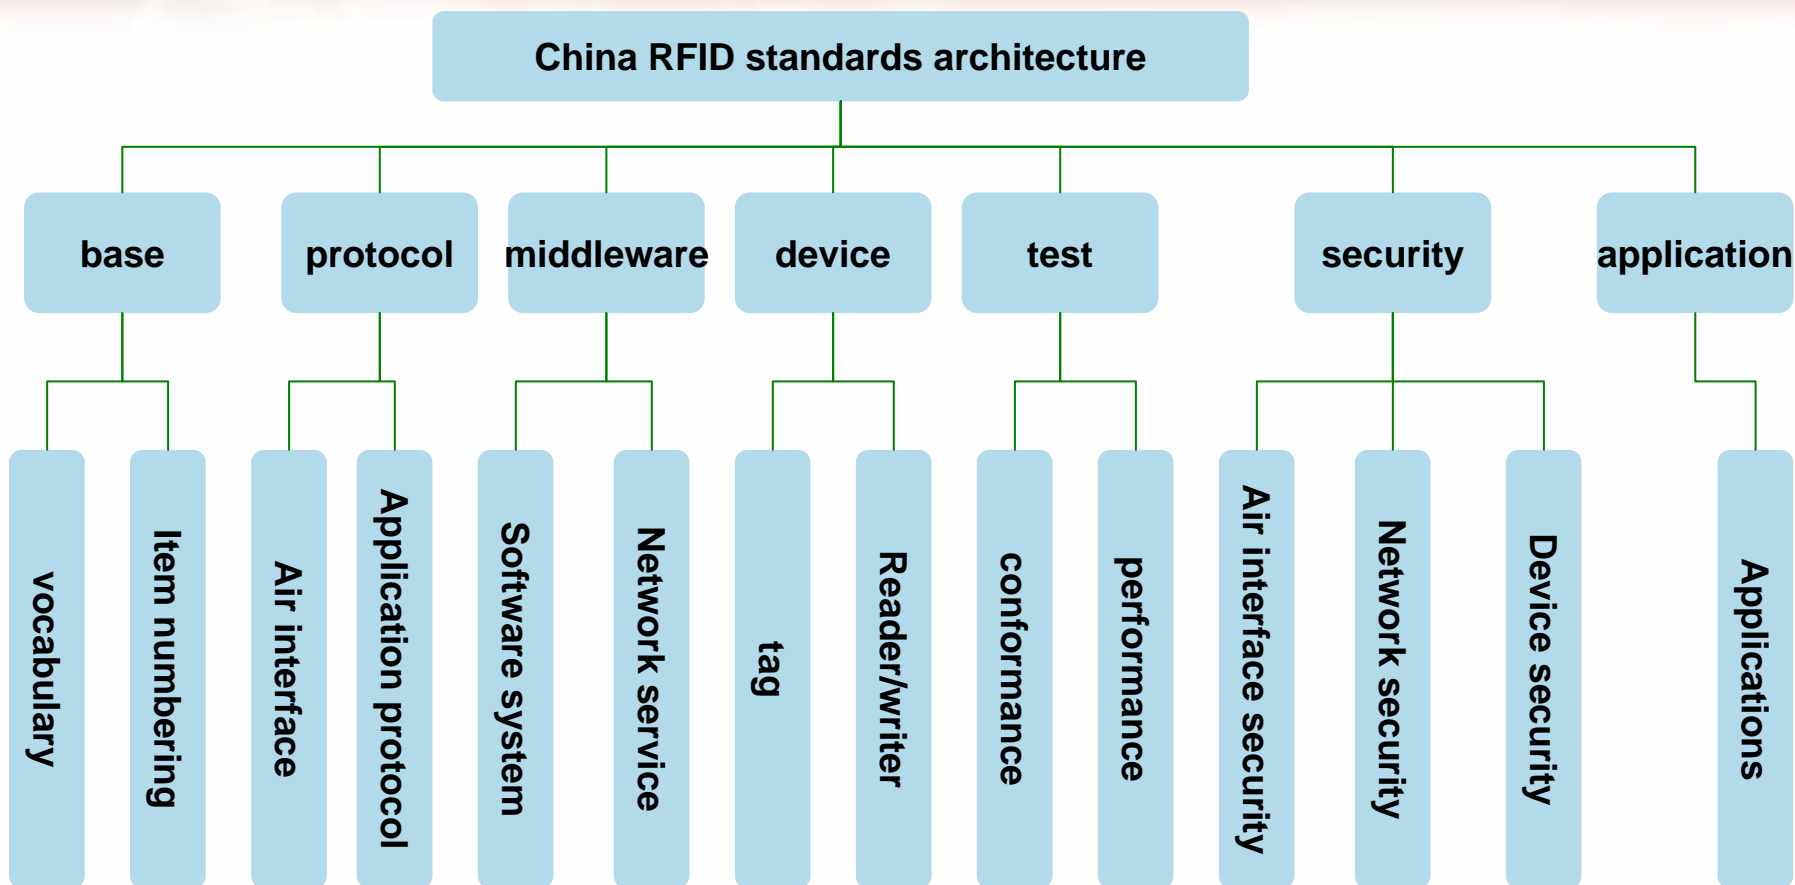 China RFID standards architecture
base
protocol
middleware
device
test
security
application
vocabulary
Item numbering
Air interface
Application protocol
Software system
Network service
tag
Reader/writer
conformance
performance
Air interface security
Network security
Device security
Applications